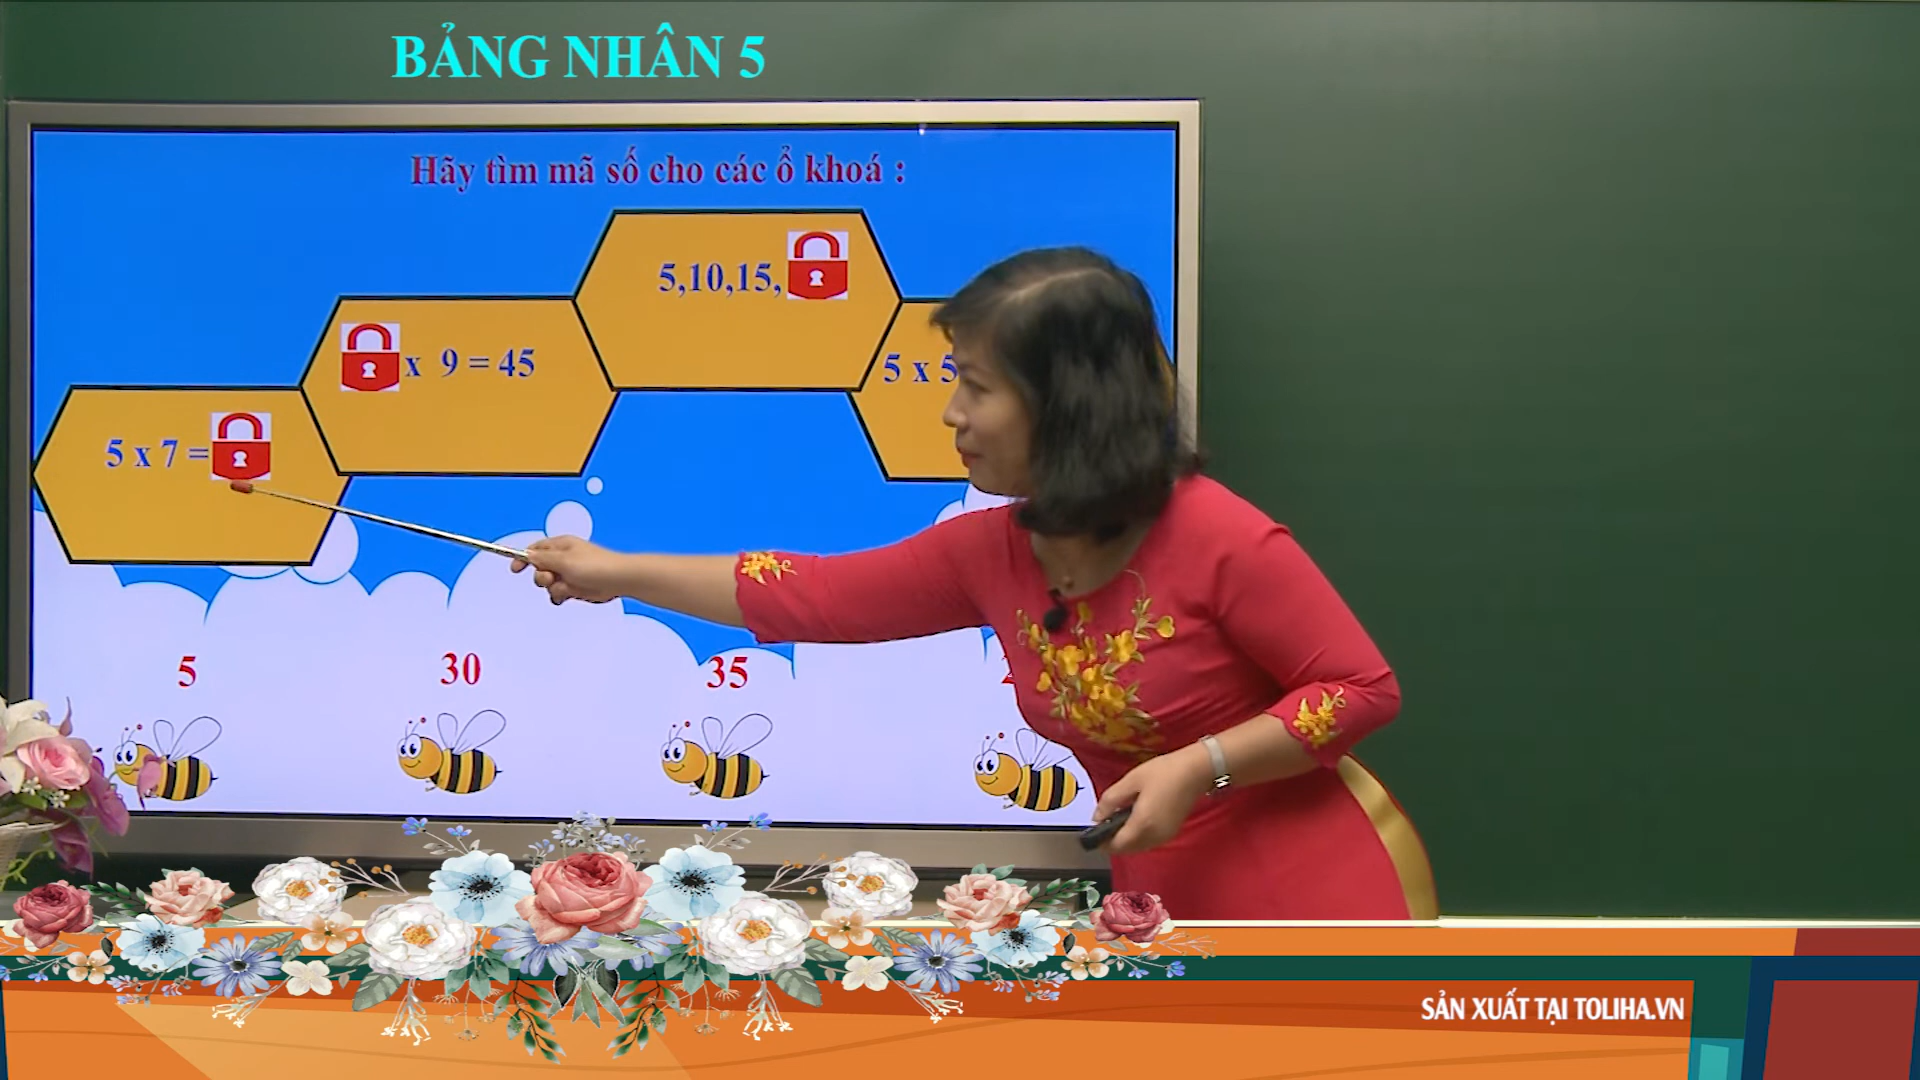 BẢNG NHÂN 5
Hãy tìm mã số cho các ổ khoá :
5,10,15,
x 9 = 45
5 x 5
5 x 7 =
5
30
35
SẢN XUẤT TẠI TOLIHA.VN